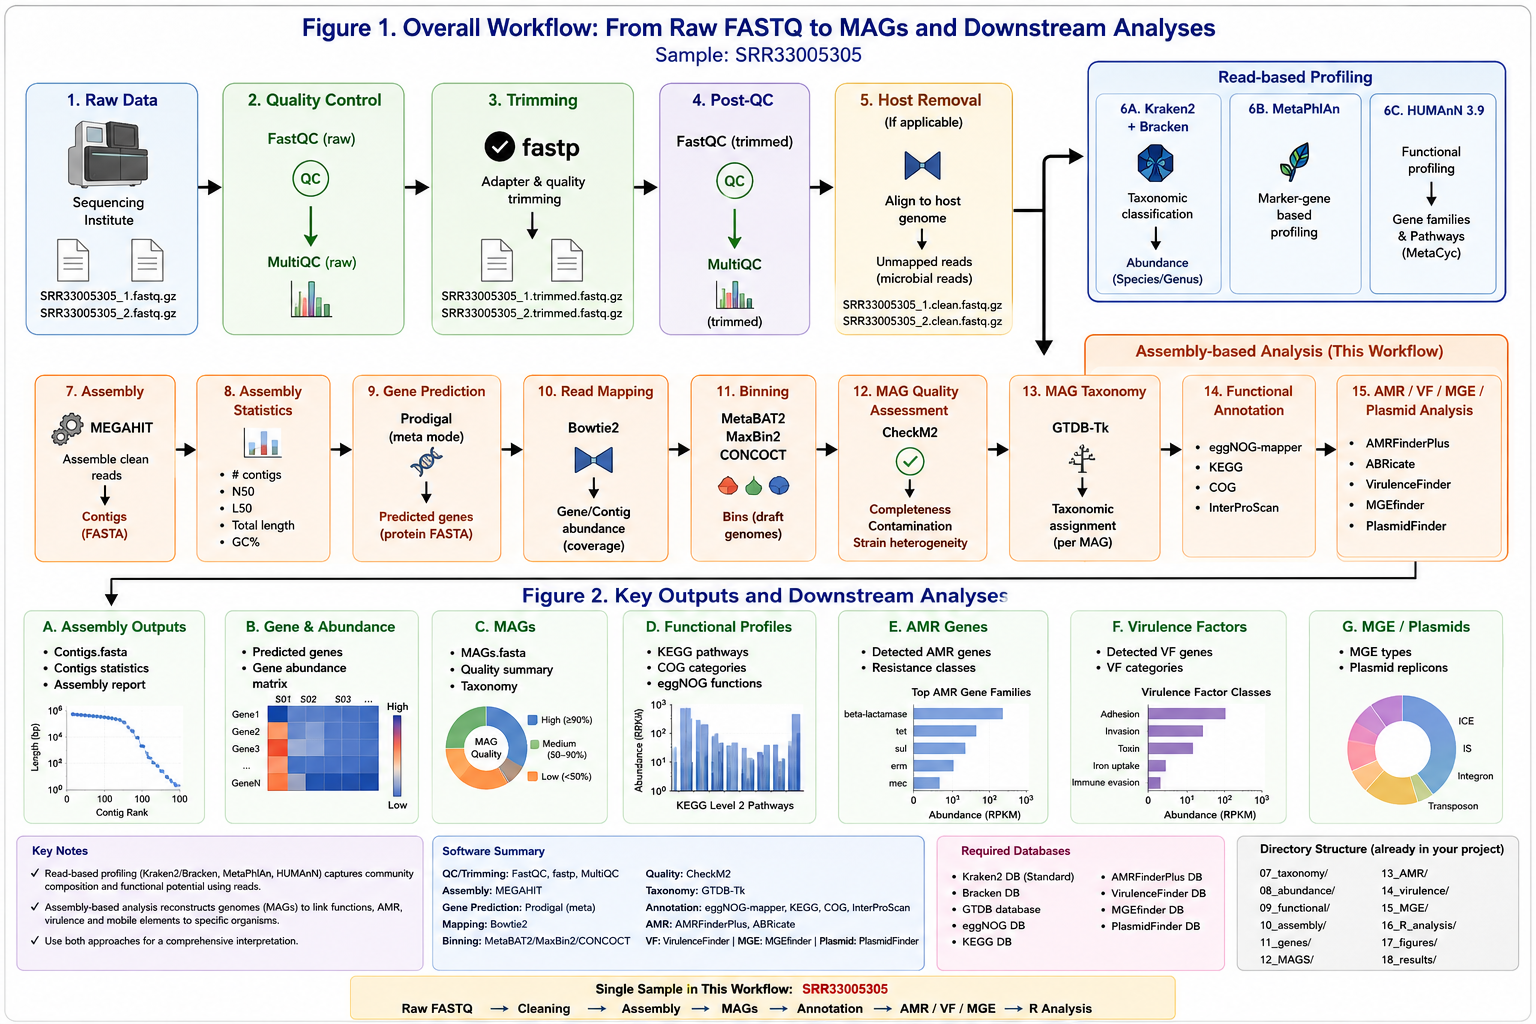 Figure 1. Overall Workflow: From Raw FASTQ to MAGs and Downstream Analyses
Sample: SRR33005305
1. Raw Data
Sequencing
Institute
SRR33005305_1.fastq.gz
SRR33005305_2.fastq.gz
2. Quality Control
FastQC (raw)
QC
MultiQC (raw)
3. Trimming
fastp
Adapter & quality
trimming
SRR33005305_1.trimmed.fastq.gz
SRR33005305_2.trimmed.fastq.gz
4. Post-QC
FastQC (trimmed)
QC
MultiQC
(trimmed)
5. Host Removal
(If applicable)
Align to host
genome
Unmapped reads
(microbial reads)
SRR33005305_1.clean.fastq.gz
SRR33005305_2.clean.fastq.gz
Read-based Profiling
6A. Kraken2
+ Bracken
Taxonomic
classification
Abundance
(Species/Genus)
6B. MetaPhlAn
Marker-gene
based
profiling
6C. HUMAnN 3.9
Functional
profiling
Gene families
& Pathways
(MetaCyc)
Assembly-based Analysis (This Workflow)
7. Assembly
MEGAHIT
Assemble clean
reads
Contigs
(FASTA)
8. Assembly
Statistics
• # contigs
• N50
• L50
• Total length
• GC%
9. Gene Prediction
Prodigal
(meta mode)
Predicted genes
(protein FASTA)
10. Read Mapping
Bowtie2
Gene/Contig
abundance
(coverage)
11. Binning
MetaBAT2
MaxBin2
CONCOCT
Bins (draft
genomes)
12. MAG Quality
Assessment
CheckM2
Completeness
Contamination
Strain heterogeneity
13. MAG Taxonomy
GTDB-Tk
Taxonomic
assignment
(per MAG)
14. Functional
Annotation
• eggNOG-mapper
• KEGG
• COG
• InterProScan
15. AMR / VF / MGE /
Plasmid Analysis
• AMRFinderPlus
• ABRicate
• VirulenceFinder
• MGEfinder
• PlasmidFinder
Figure 2. Key Outputs and Downstream Analyses
A. Assembly Outputs
• Contigs.fasta
• Contigs statistics
• Assembly report
Length (bp)
10⁶
10⁴
10²
10⁰
0 100 100 100
Contig Rank
B. Gene & Abundance
• Predicted genes
• Gene abundance
matrix
S01 S02 S03 ...
Gene1
Gene2
Gene3
...
GeneN
High
Low
C. MAGs
• MAGs.fasta
• Quality summary
• Taxonomy
MAG
Quality
High (≥90%)
Medium
(50–90%)
Low (<50%)
D. Functional Profiles
• KEGG pathways
• COG categories
• eggNOG functions
10³
10²
10¹
10⁰
KEGG Level 2 Pathways
E. AMR Genes
• Detected AMR genes
• Resistance classes
Top AMR Gene Families
beta-lactamase
tet
sul
erm
mec
0 10¹ 10² 10³
Abundance (RPKM)
F. Virulence Factors
• Detected VF genes
• VF categories
Virulence Factor Classes
Adhesion
Invasion
Toxin
Iron uptake
Immune evasion
0 10¹ 10² 10³
Abundance (RPKM)
G. MGE / Plasmids
• MGE types
• Plasmid replicons
ICE
IS
Integron
Transposon
Key Notes
✓ Read-based profiling (Kraken2/Bracken, MetaPhlAn, HUMAnN) captures community
composition and functional potential using reads.
✓ Assembly-based analysis reconstructs genomes (MAGs) to link functions, AMR,
virulence and mobile elements to specific organisms.
✓ Use both approaches for a comprehensive interpretation.
Software Summary
QC/Trimming: FastQC, fastp, MultiQC
Assembly: MEGAHIT
Gene Prediction: Prodigal (meta)
Mapping: Bowtie2
Binning: MetaBAT2/MaxBin2/CONCOCT
Quality: CheckM2
Taxonomy: GTDB-Tk
Annotation: eggNOG-mapper, KEGG, COG, InterProScan
AMR: AMRFinderPlus, ABRicate
VF: VirulenceFinder | MGE: MGEfinder | Plasmid: PlasmidFinder
Required Databases
• Kraken2 DB (Standard)
• Bracken DB
• GTDB database
• eggNOG DB
• KEGG DB
• AMRFinderPlus DB
• VirulenceFinder DB
• MGEfinder DB
• PlasmidFinder DB
Directory Structure (already in your project)
07_taxonomy/
08_abundance/
09_functional/
10_assembly/
11_genes/
12_MAGS/
13_AMR/
14_virulence/
15_MGE/
16_R_analysis/
17_figures/
18_results/
Single Sample in This Workflow: SRR33005305
Raw FASTQ → Cleaning → Assembly → MAGs → Annotation → AMR / VF / MGE → R Analysis